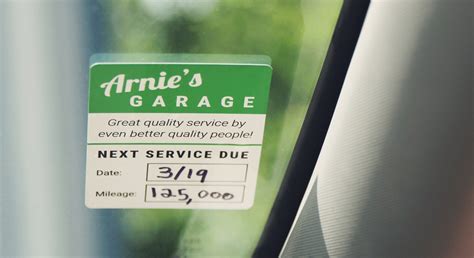 Arnie's
GARAGE
Great quality service by
even better quality people!
NEXT SERVICE DUE
Date: 3/19
Mileage: 125,000